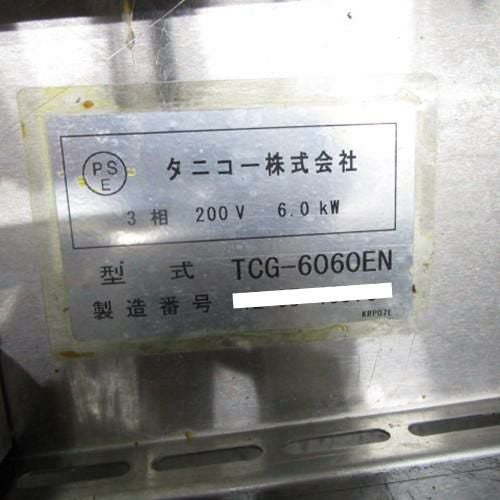 PS
E
タニコー株式会社
3相 200V 6.0kW
型式 TCG-6060EN
製造番号
KRP07E